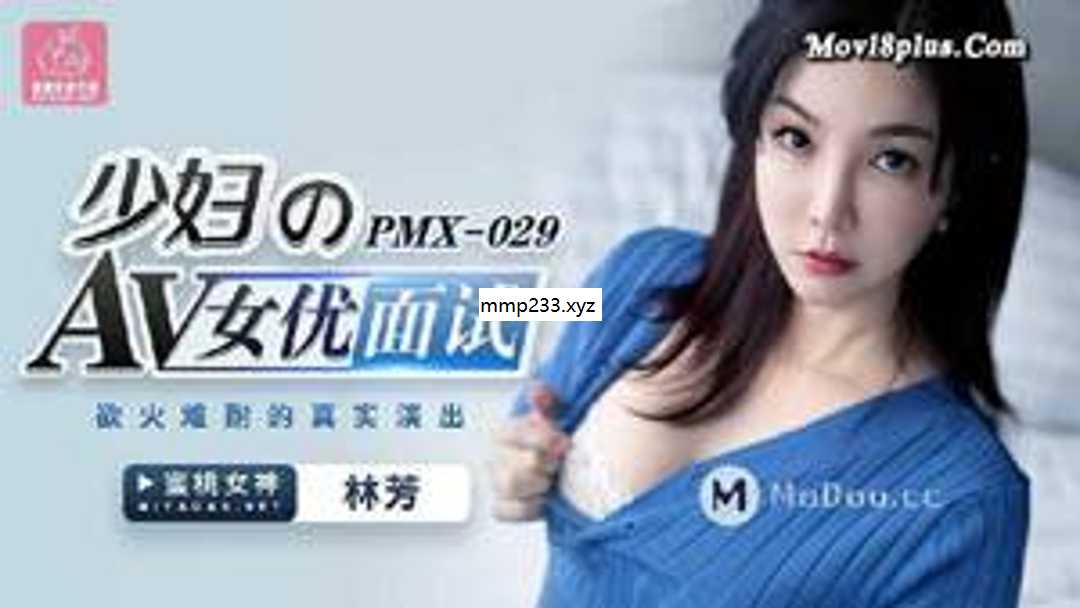 Mov18plus.Com
少妇の
PMX-029
AV女优面试
mmp233.xyz
欲火难耐的真实演出
蜜桃女神
林芳
M MaDou.cc